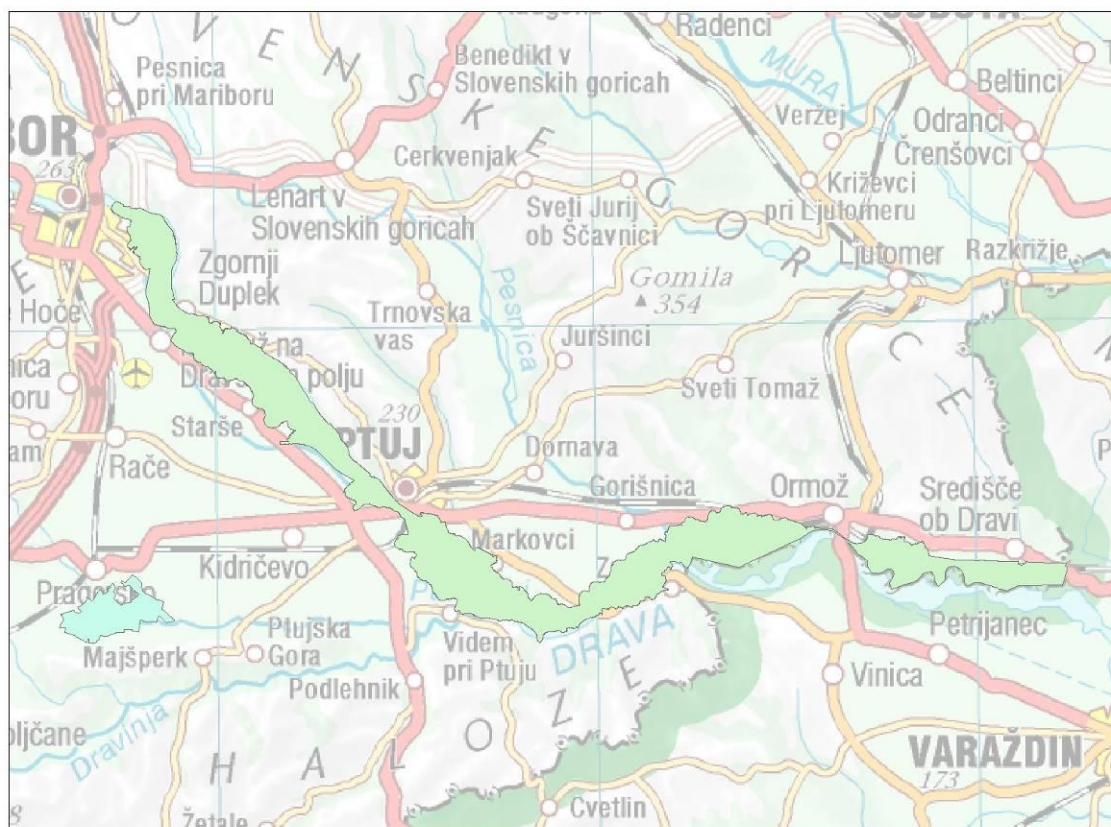 Radenci
Pesnica
pri Mariboru
Benedikt v
Slovenskih goricah
MURA
Beltinci
Veržej
Odranci
Črenšovci
BOR
263
Cerkvenjak
Lenart v
Slovenskih goricah
Sveti Jurij
ob Ščavnici
Križevci
pri Ljutomeru
Ljutomer
Razkrižje
S L O V E N S K E G O R I C E
Zgornji
Duplek
Gomila
354
Hoče
Trnovska
vas
Pesnica
Juršinci
Sveti Tomaž
230
Starše
PTUJ
Rače
Dornava
Gorišnica
Ormož
Središče
ob Dravi
Markovci
Kidričevo
Petrijanec
Majšperk
Ptujska
Gora
Videm
pri Ptuju
DRAVA
Podlehnik
Vinica
Dravinja
H A L O Z E
VARAŽDIN
173
Cvetlin
Žetale